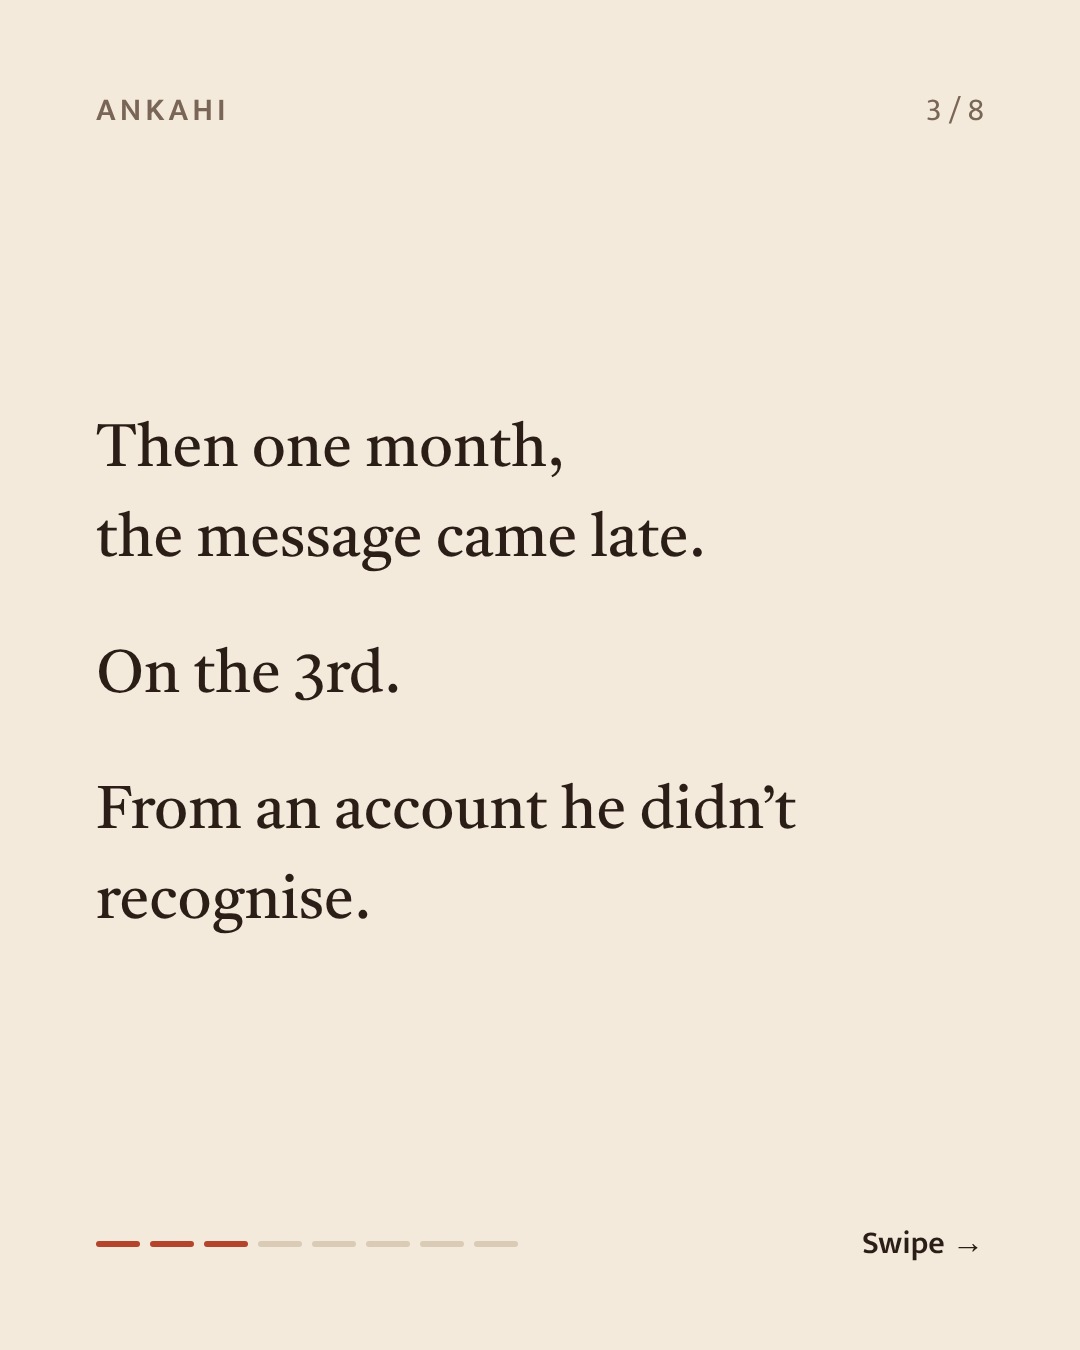 ANKAHI
3 / 8
Then one month,
the message came late.
On the 3rd.
From an account he didn’t
recognise.
Swipe →